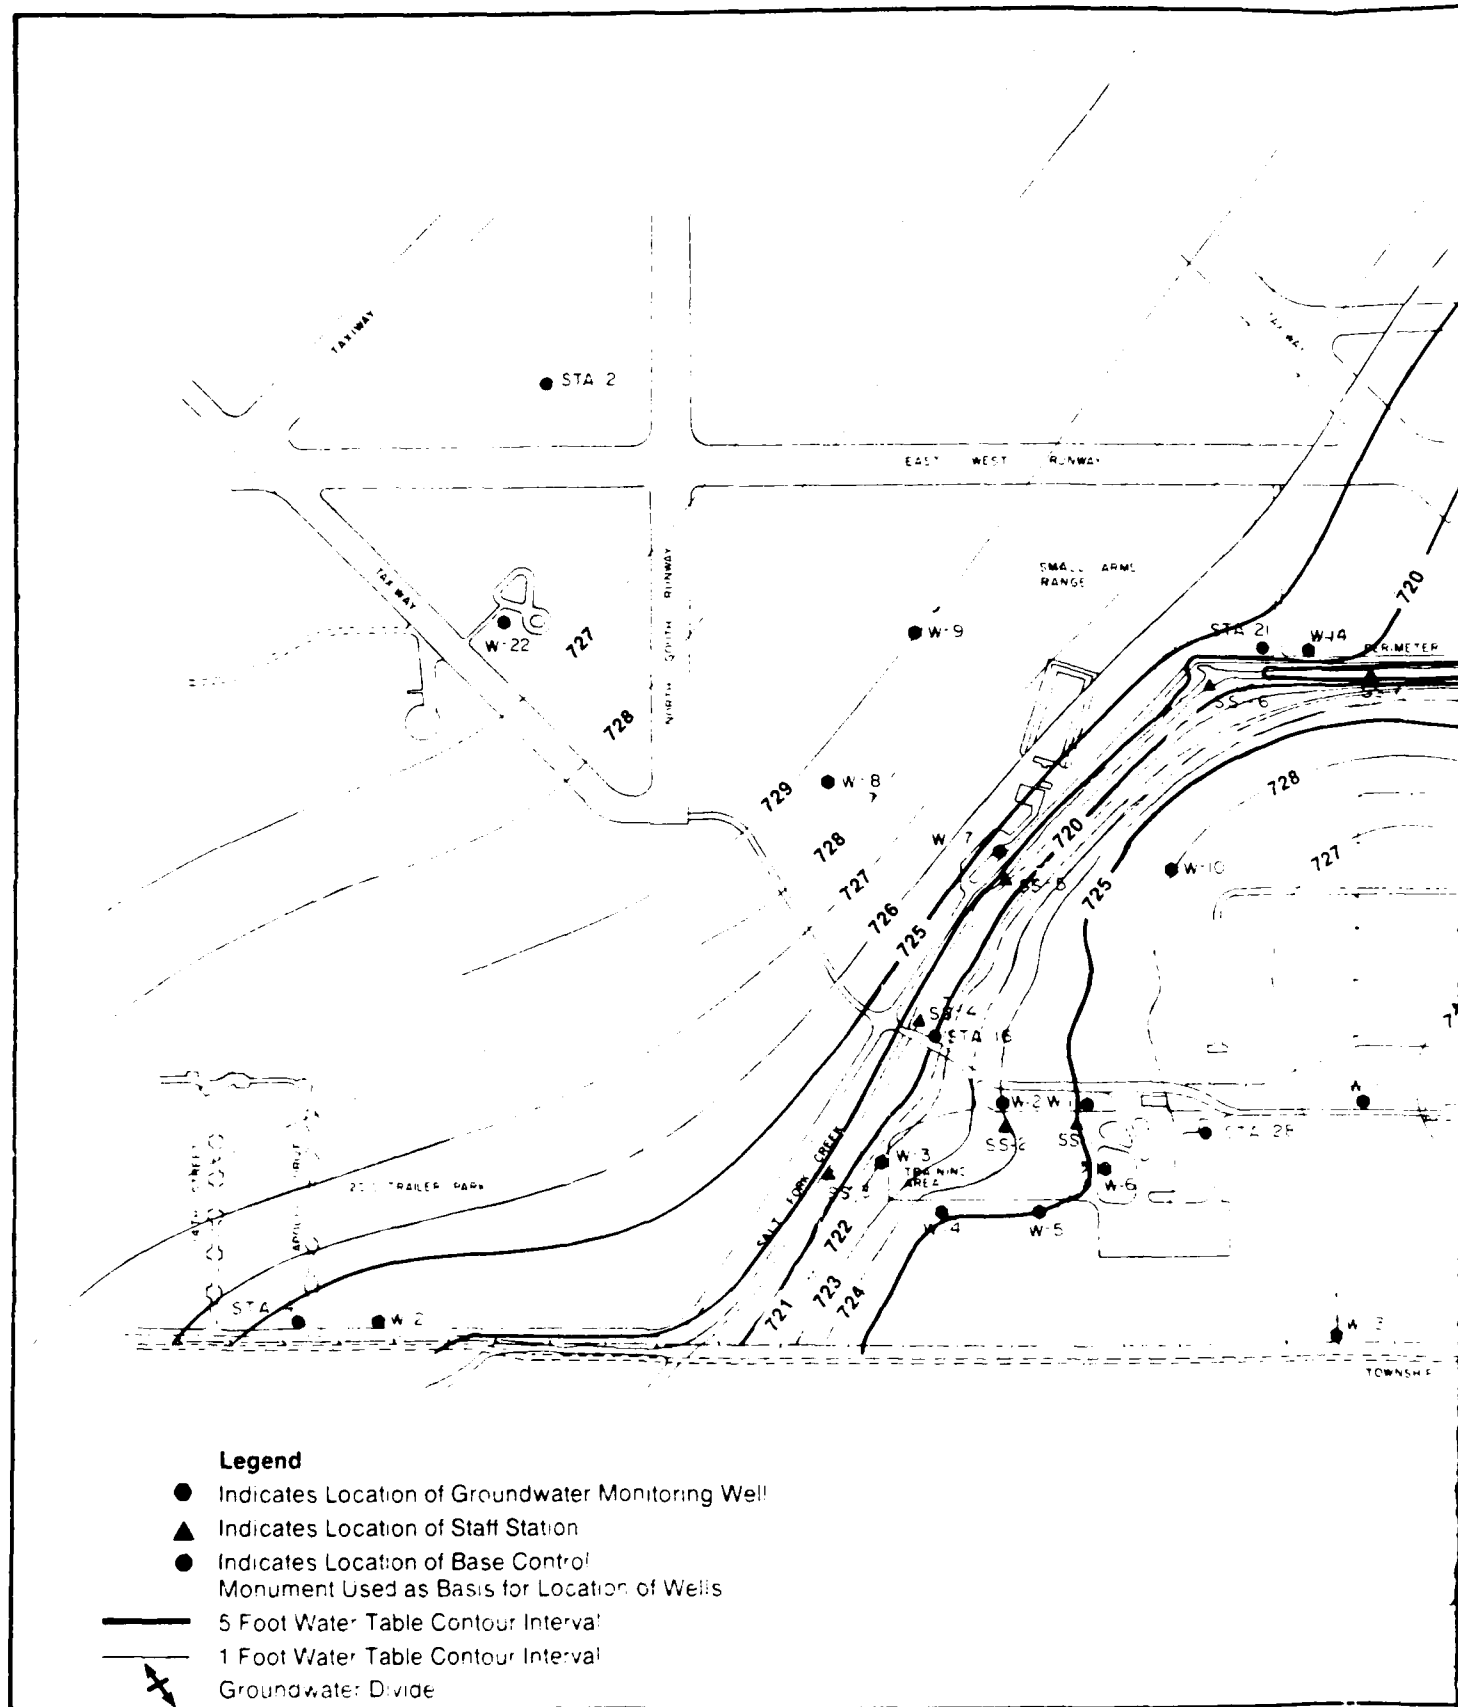 TAXIWAY
TAXIWAY
STA 2
EAST WEST RUNWAY
SMALL ARMS
RANGE
TAXIWAY
NORTH SOUTH RUNWAY
720
W-22
727
W-9
STA 21
W-14
PERIMETER
728
SS-6
729
W-8
728
728
W-7
720
727
W-10
727
SS-5
725
726
725
SS-4
STA 16
W-2
W-1
SS-2
SS
STA 28
SALT FORK CREEK
W-3
TRAINING
AREA
W-6
TRAILER PARK
W-4
W-5
722
723
724
721
STA
W-2
TOWNSHIP
Legend
Indicates Location of Groundwater Monitoring Well
Indicates Location of Staff Station
Indicates Location of Base Control
Monument Used as Basis for Location of Wells
5 Foot Water Table Contour Interval
1 Foot Water Table Contour Interval
Groundwater Divide